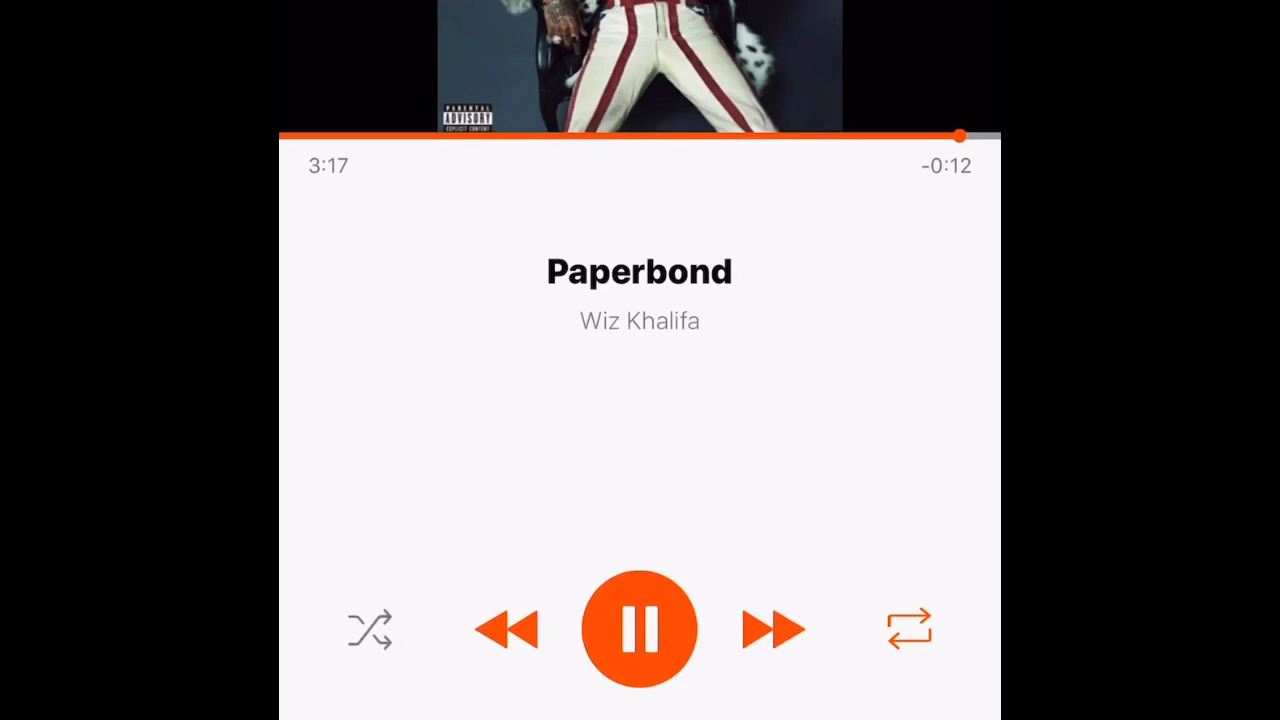 PARENTAL
ADVISORY
EXPLICIT CONTENT
3:17
-0:12
Paperbond
Wiz Khalifa